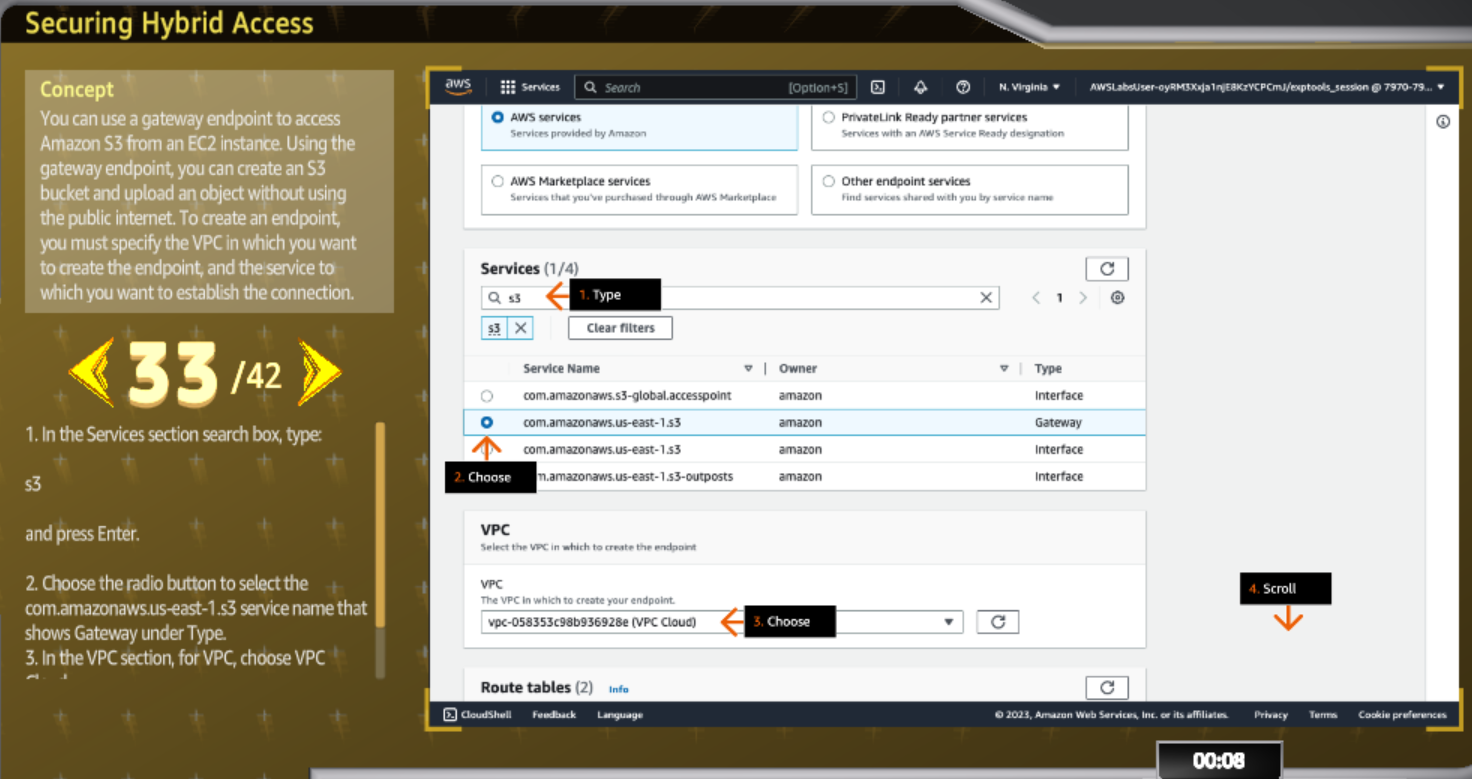 Securing Hybrid Access
Concept
You can use a gateway endpoint to access
Amazon S3 from an EC2 instance. Using the
gateway endpoint, you can create an S3
bucket and upload an object without using
the public internet. To create an endpoint,
you must specify the VPC in which you want
to create the endpoint, and the service to
which you want to establish the connection.
33 /42
1. In the Services section search box, type:
s3
and press Enter.
2. Choose the radio button to select the
com.amazonaws.us-east-1.s3 service name that
shows Gateway under Type.
3. In the VPC section, for VPC, choose VPC
aws Services Search [Option+S] N. Virginia AWSLabsUser-oyRM3Xxja1njE8KzYCPCmJ/exptools_session @ 7970-79...
AWS services
Services provided by Amazon
PrivateLink Ready partner services
Services with an AWS Service Ready designation
AWS Marketplace services
Services that you've purchased through AWS Marketplace
Other endpoint services
Find services shared with you by service name
Services (1/4)
s3 1. Type 1
s3 Clear filters
Service Name Owner Type
com.amazonaws.s3-global.accesspoint amazon Interface
com.amazonaws.us-east-1.s3 amazon Gateway
com.amazonaws.us-east-1.s3 amazon Interface
2. Choose m.amazonaws.us-east-1.s3-outposts amazon Interface
VPC
Select the VPC in which to create the endpoint
VPC
The VPC in which to create your endpoint.
vpc-058353c98b936928e (VPC Cloud) 3. Choose
4. Scroll
Route tables (2) Info
CloudShell Feedback Language © 2023, Amazon Web Services, Inc. or its affiliates. Privacy Terms Cookie preferences
00:08